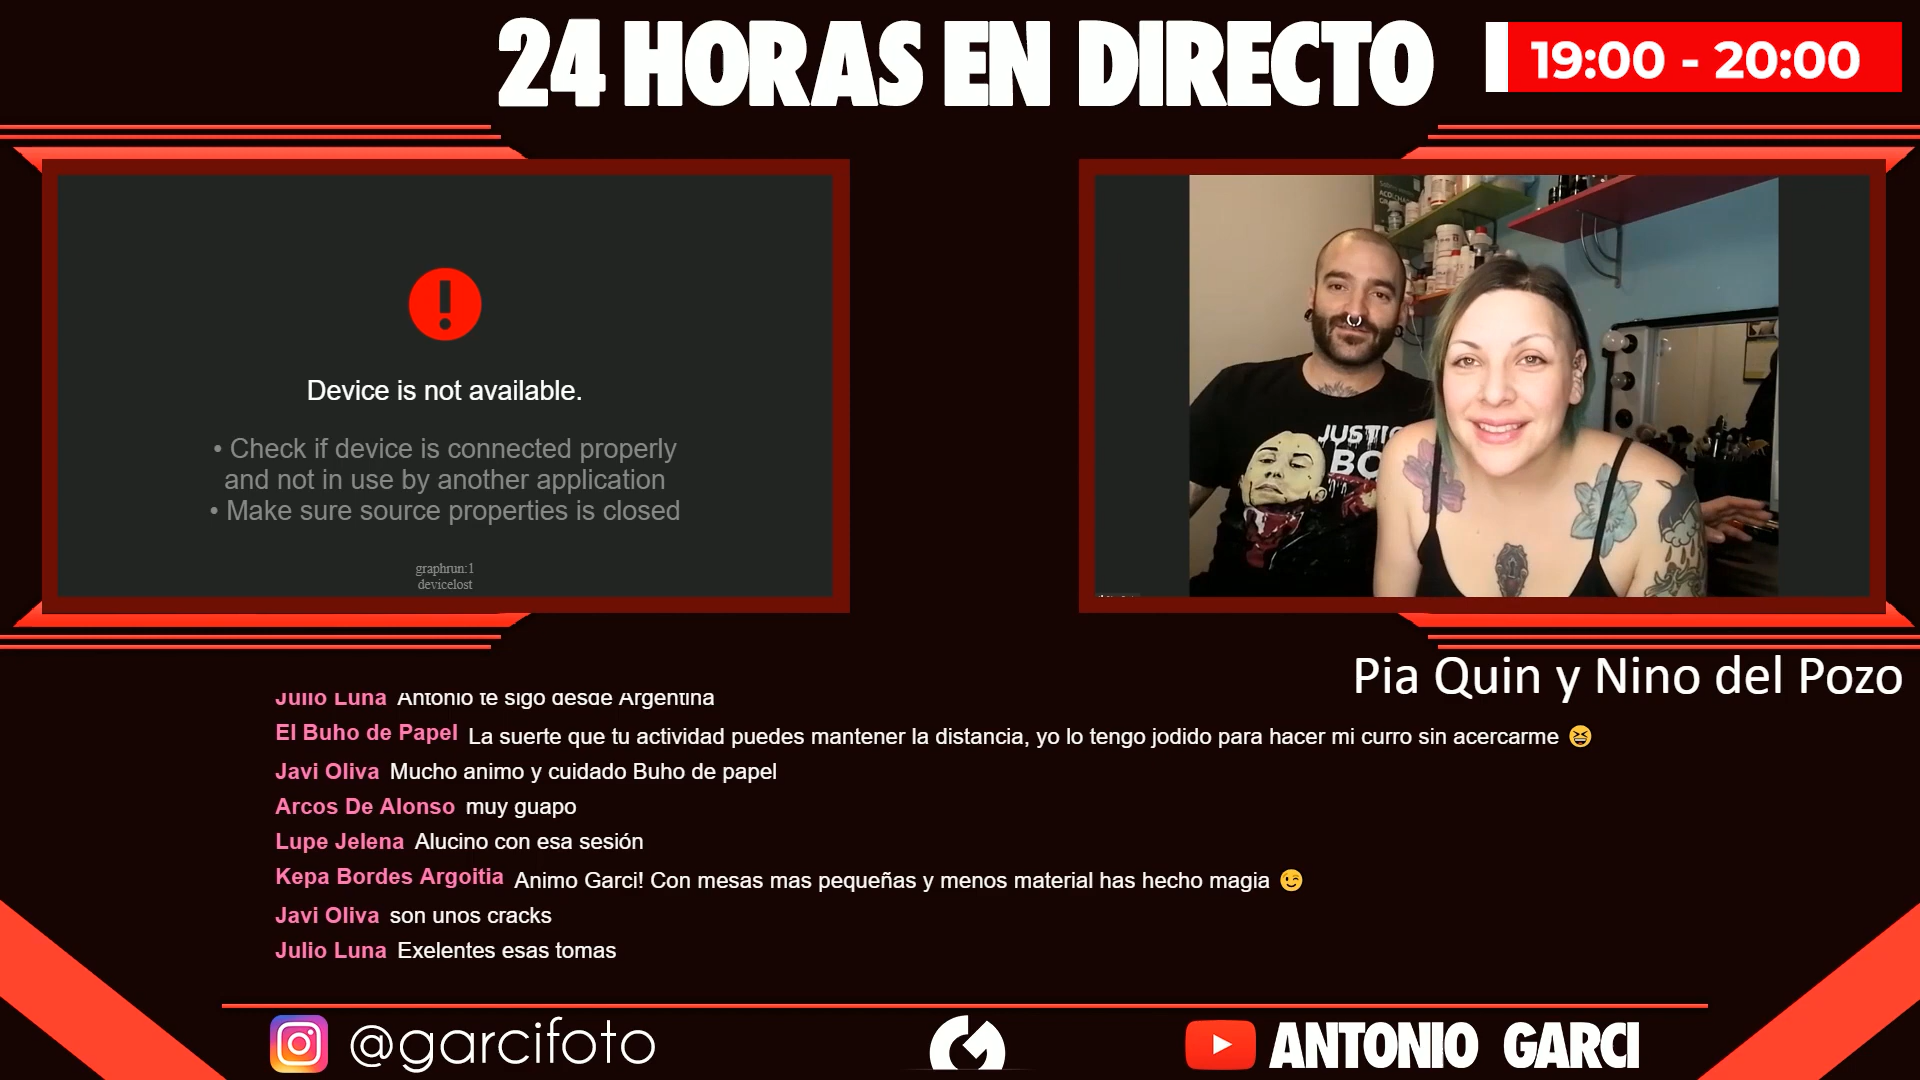 24 HORAS EN DIRECTO
19:00 - 20:00
Device is not available.
• Check if device is connected properly
and not in use by another application
• Make sure source properties is closed
graphrun:1
devicelost
JUSTIC
BO
Pia Quin y Nino del Pozo
Julio Luna Antonio te sigo desde Argentina
El Buho de Papel La suerte que tu actividad puedes mantener la distancia, yo lo tengo jodido para hacer mi curro sin acercarme 😆
Javi Oliva Mucho animo y cuidado Buho de papel
Arcos De Alonso muy guapo
Lupe Jelena Alucino con esa sesión
Kepa Bordes Argoitia Animo Garci! Con mesas mas pequeñas y menos material has hecho magia 😉
Javi Oliva son unos cracks
Julio Luna Exelentes esas tomas
@garcifoto
ANTONIO GARCI